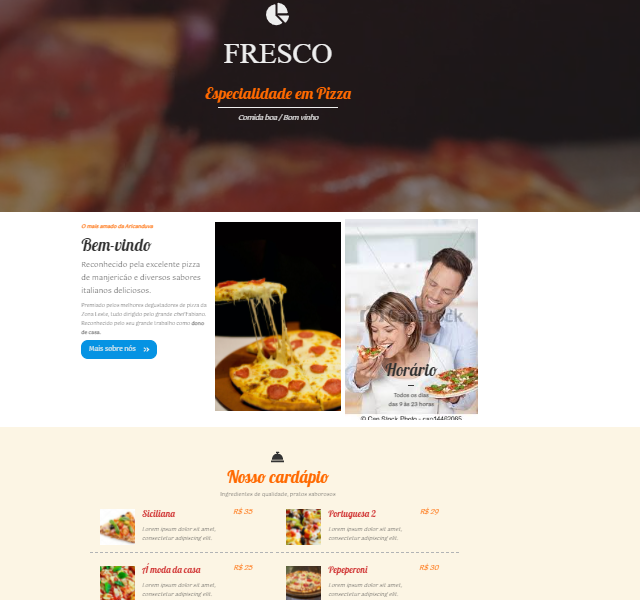 FRESCO
Especialidade em Pizza
Comida boa / Bom vinho
O mais amado da Aricanduva
Bem-vindo
Reconhecido pela excelente pizza
de manjericão e diversos sabores
italianos deliciosos.
Premiado pelos melhores degustadores de pizza da
Zona Leste, tudo dirigido pelo grande chef
Reconhecido pelo seu grande trabalho como dono
de casa.
Mais sobre nós »
Can Stock
Horário
Todos os dias
das 9 às 23 horas
© Can Stock Photo
Nosso cardápio
Ingredientes de qualidade, pratos saborosos
Siciliana R$ 35
Lorem ipsum dolor sit amet,
consectetur adipiscing elit.
Portuguesa 2 R$ 29
Lorem ipsum dolor sit amet,
consectetur adipiscing elit.
Á moda da casa R$ 25
Lorem ipsum dolor sit amet,
consectetur adipiscing elit.
Pepeperoni R$ 30
Lorem ipsum dolor sit amet,
consectetur adipiscing elit.